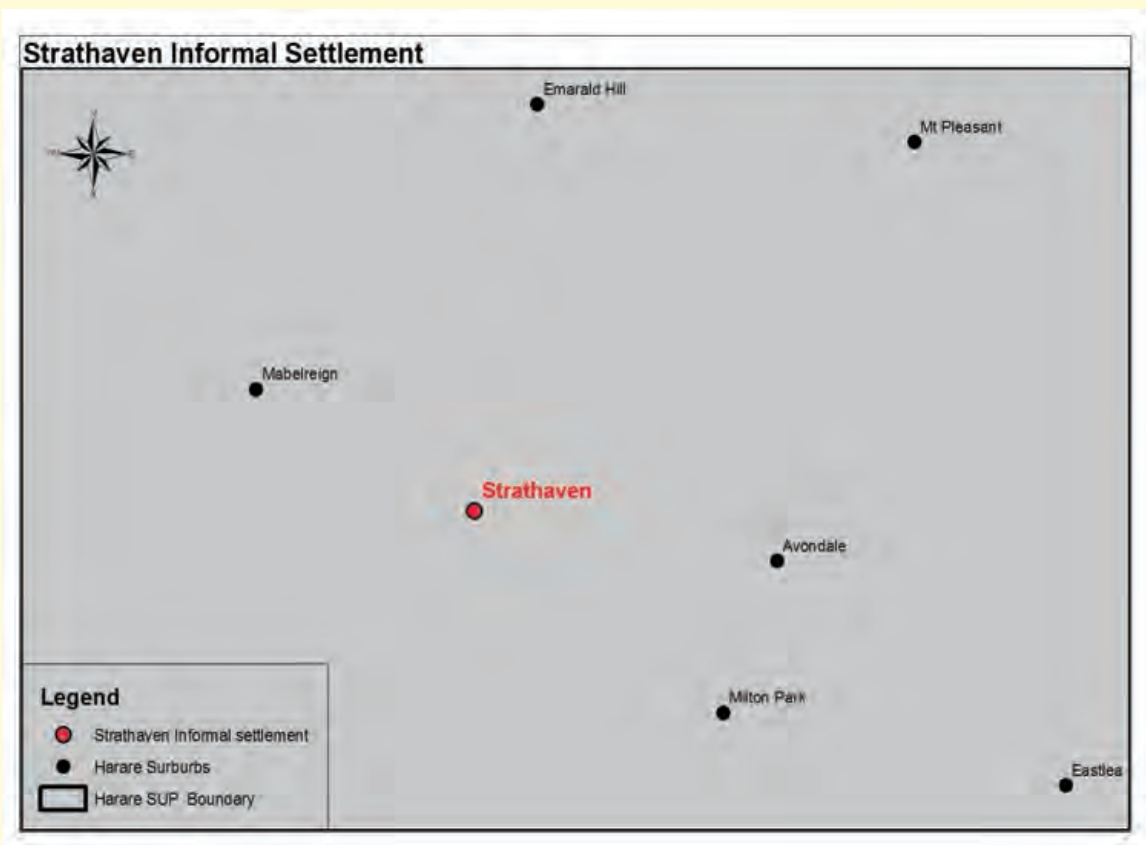 Strathaven Informal Settlement
Emarald Hill
Mt Pleasant
Mabelreign
Strathaven
Avondale
Milton Park
Eastlea
Legend
Strathaven Informal settlement
Harare Surburbs
Harare SUP Boundary